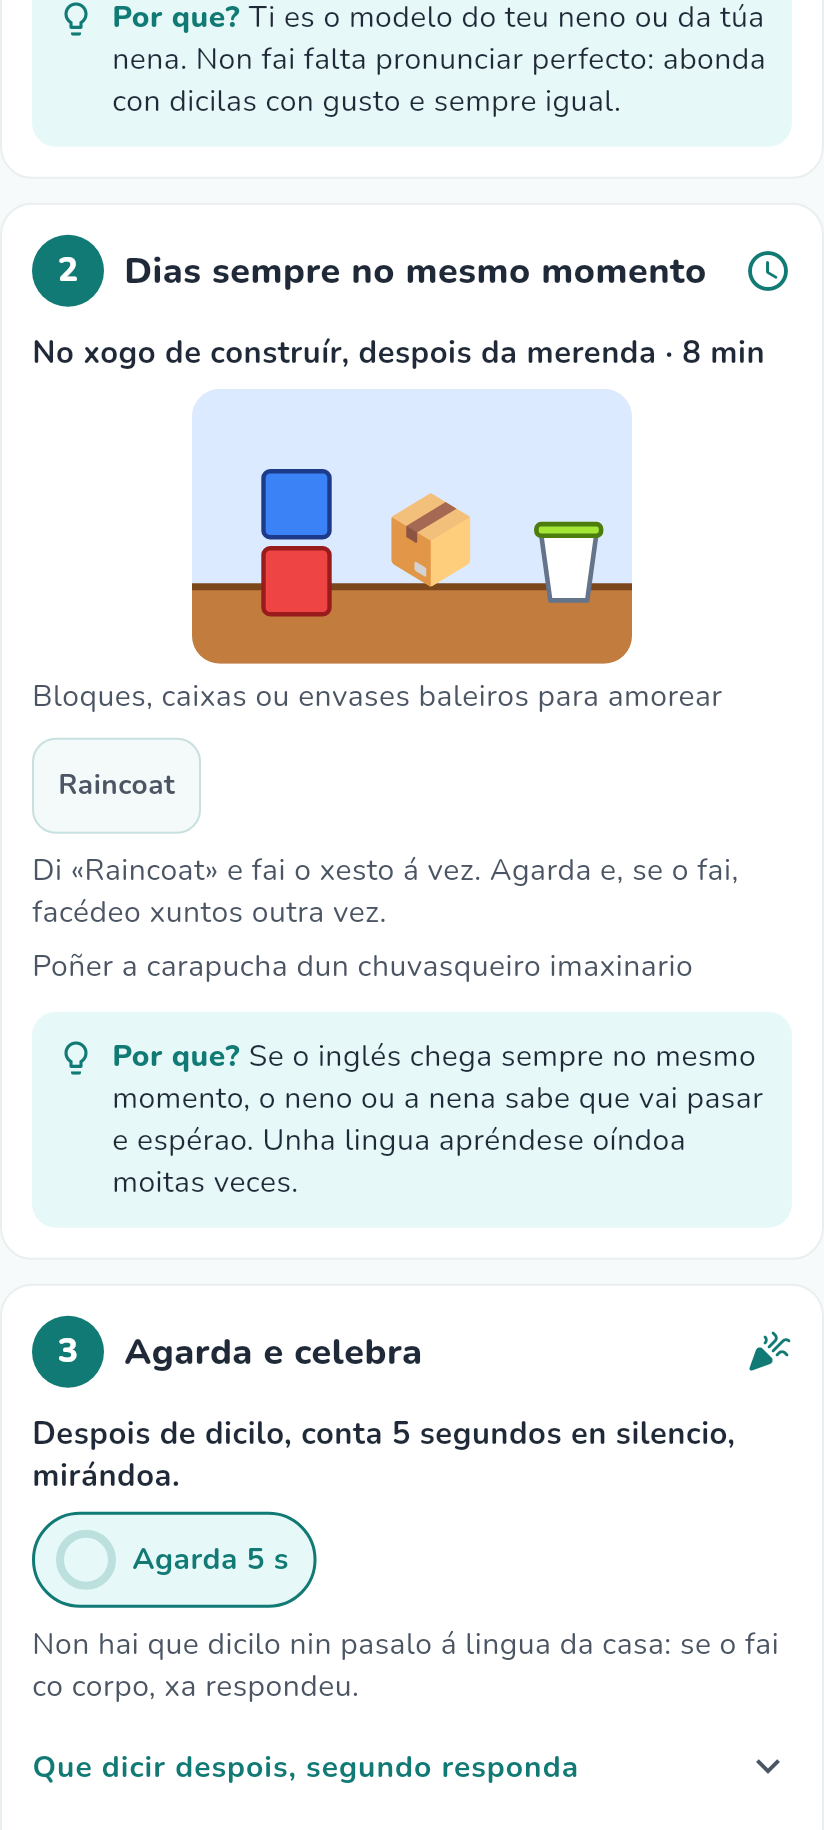 Por que? Ti es o modelo do teu neno ou da túa
nena. Non fai falta pronunciar perfecto: abonda
con dicilas con gusto e sempre igual.
2
Dias sempre no mesmo momento
No xogo de construír, despois da merenda · 8 min
Bloques, caixas ou envases baleiros para amorear
Raincoat
Di «Raincoat» e fai o xesto á vez. Agarda e, se o fai,
facédeo xuntos outra vez.
Poñer a carapucha dun chuvasqueiro imaxinario
Por que? Se o inglés chega sempre no mesmo
momento, o neno ou a nena sabe que vai pasar
e espérao. Unha lingua apréndese oíndoa
moitas veces.
3
Agarda e celebra
Despois de dicilo, conta 5 segundos en silencio,
mirándoa.
Agarda 5 s
Non hai que dicilo nin pasalo á lingua da casa: se o fai
co corpo, xa respondeu.
Que dicir despois, segundo responda